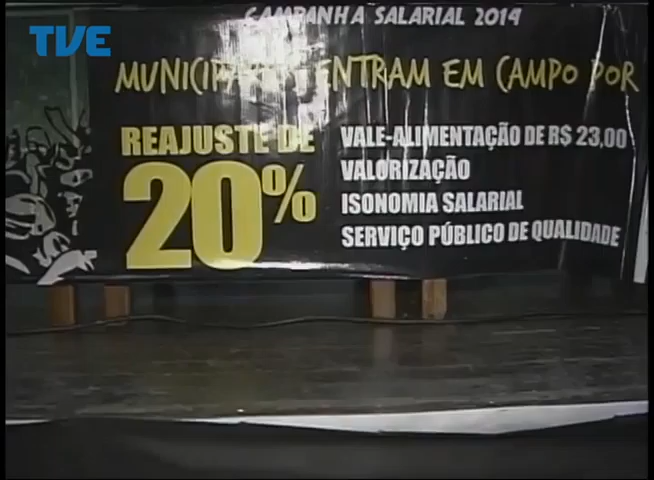 TVE
CAMPANHA SALARIAL 2014
ENTRAM EM CAMPO POR
REAJUSTE DE
20%
VALE-ALIMENTAÇÃO DE R$ 23,00
VALORIZAÇÃO
ISONOMIA SALARIAL
SERVIÇO PÚBLICO DE QUALIDADE